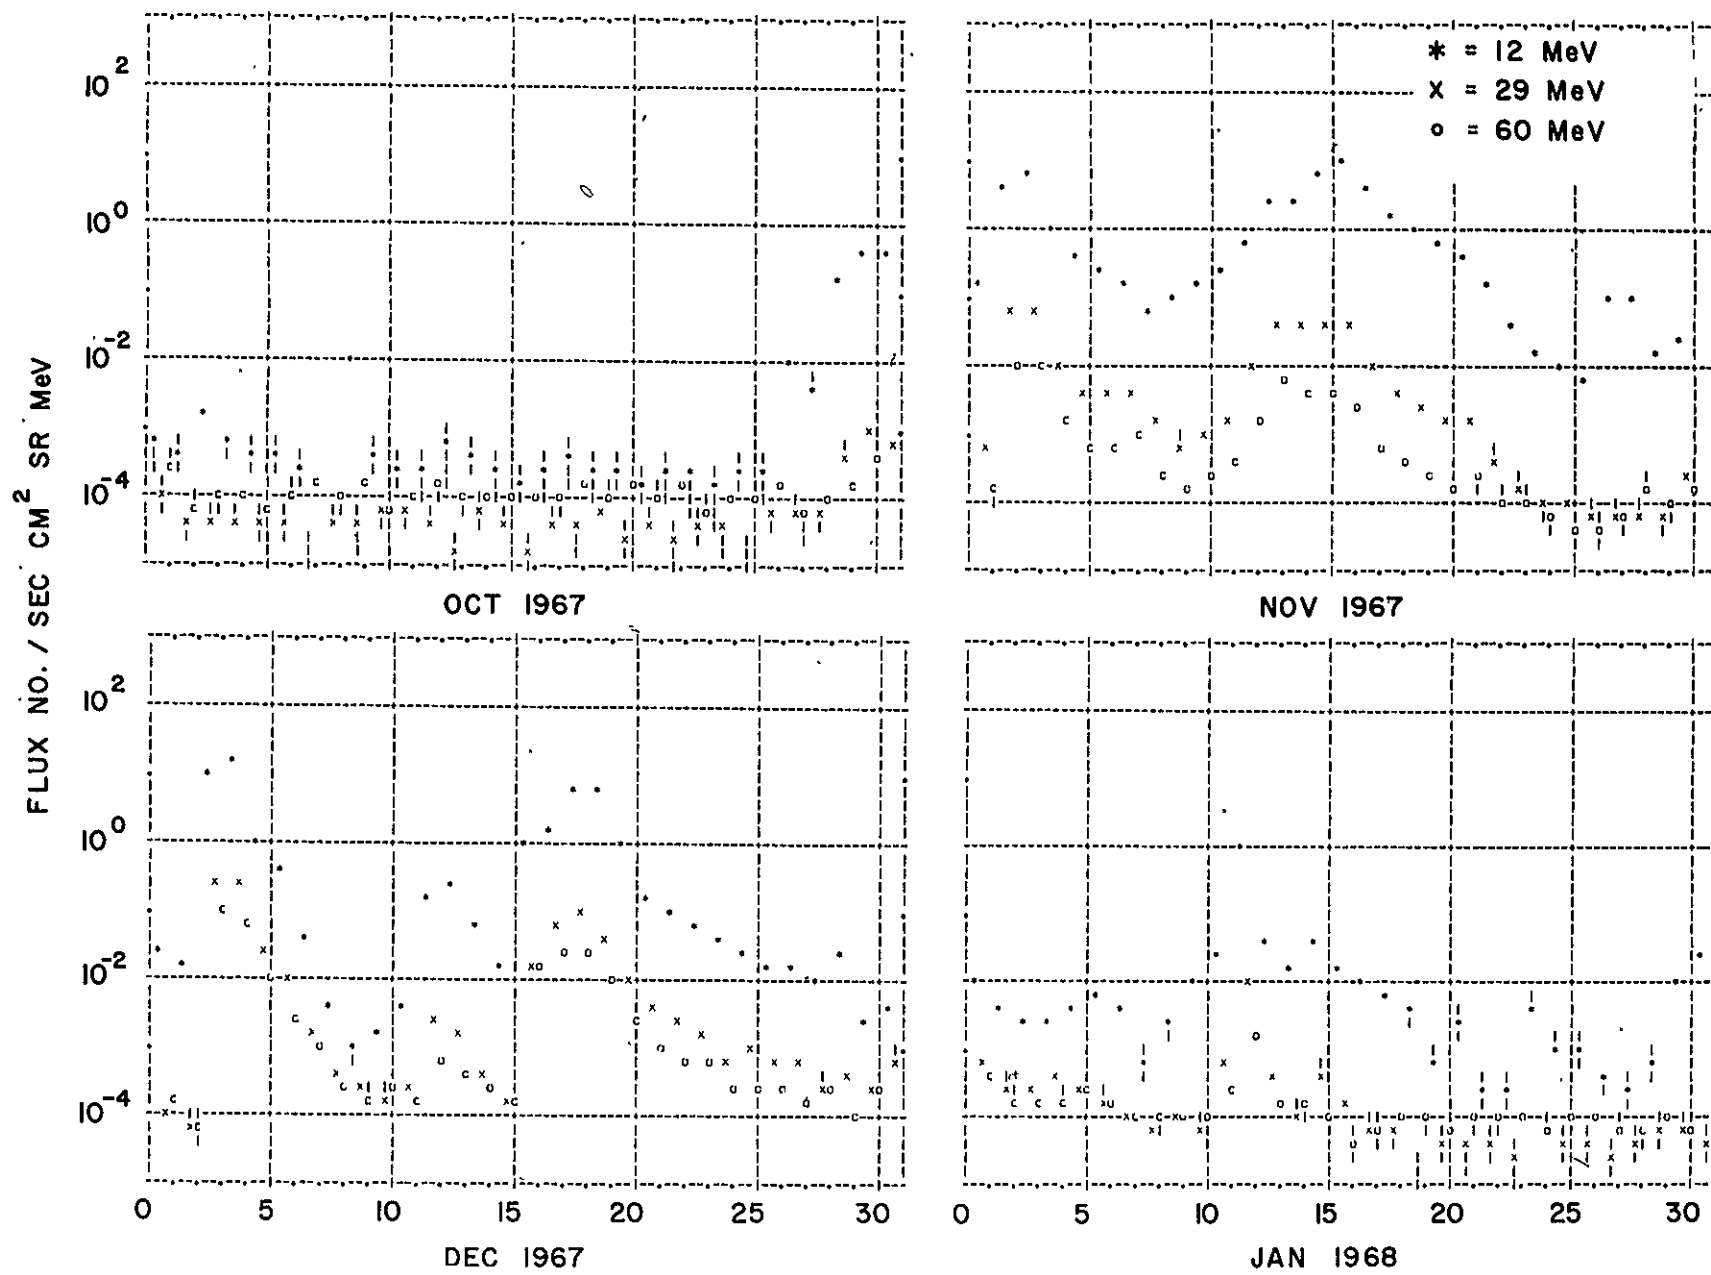 10²
10⁰
10⁻²
10⁻⁴
* = 12 MeV
x = 29 MeV
o = 60 MeV
OCT 1967
NOV 1967
FLUX NO./SEC CM² SR MeV
10²
10⁰
10⁻²
10⁻⁴
0 5 10 15 20 25 30
0 5 10 15 20 25 30
DEC 1967
JAN 1968